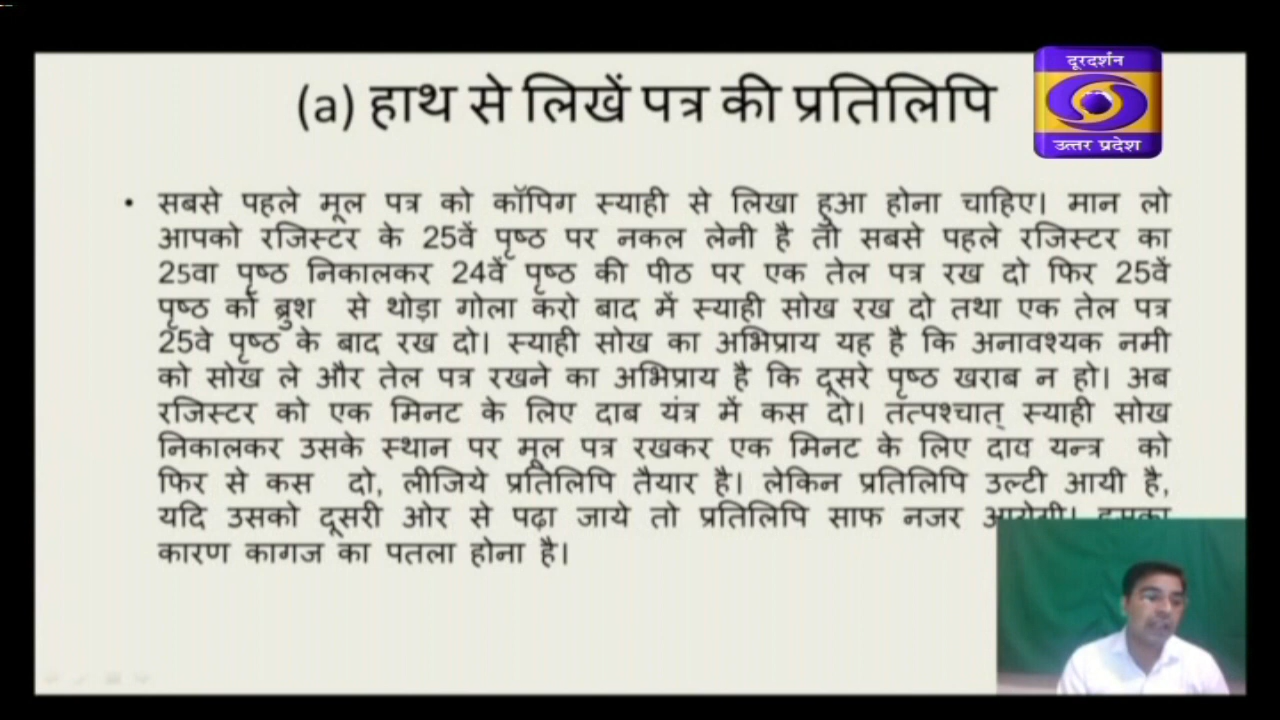 (a) हाथ से लिखें पत्र की प्रतिलिपि
दूरदर्शन
उत्तर प्रदेश
• सबसे पहले मूल पत्र को कॉपिग स्याही से लिखा हुआ होना चाहिए। मान लो
आपको रजिस्टर के 25वें पृष्ठ पर नकल लेनी है तो सबसे पहले रजिस्टर का
25वा पृष्ठ निकालकर 24वें पृष्ठ की पीठ पर एक तेल पत्र रख दो फिर 25वें
पृष्ठ को ब्रुश से थोड़ा गोला करो बाद में स्याही सोख रख दो तथा एक तेल पत्र
25वे पृष्ठ के बाद रख दो। स्याही सोख का अभिप्राय यह है कि अनावश्यक नमी
को सोख ले और तेल पत्र रखने का अभिप्राय है कि दूसरे पृष्ठ खराब न हो। अब
रजिस्टर को एक मिनट के लिए दाब यंत्र में कस दो। तत्पश्चात् स्याही सोख
निकालकर उसके स्थान पर मूल पत्र रखकर एक मिनट के लिए दाव यन्त्र को
फिर से कस दो, लीजिये प्रतिलिपि तैयार है। लेकिन प्रतिलिपि उल्टी आयी है,
यदि उसको दूसरी ओर से पढ़ा जाये तो प्रतिलिपि साफ नजर
कारण कागज का पतला होना है।